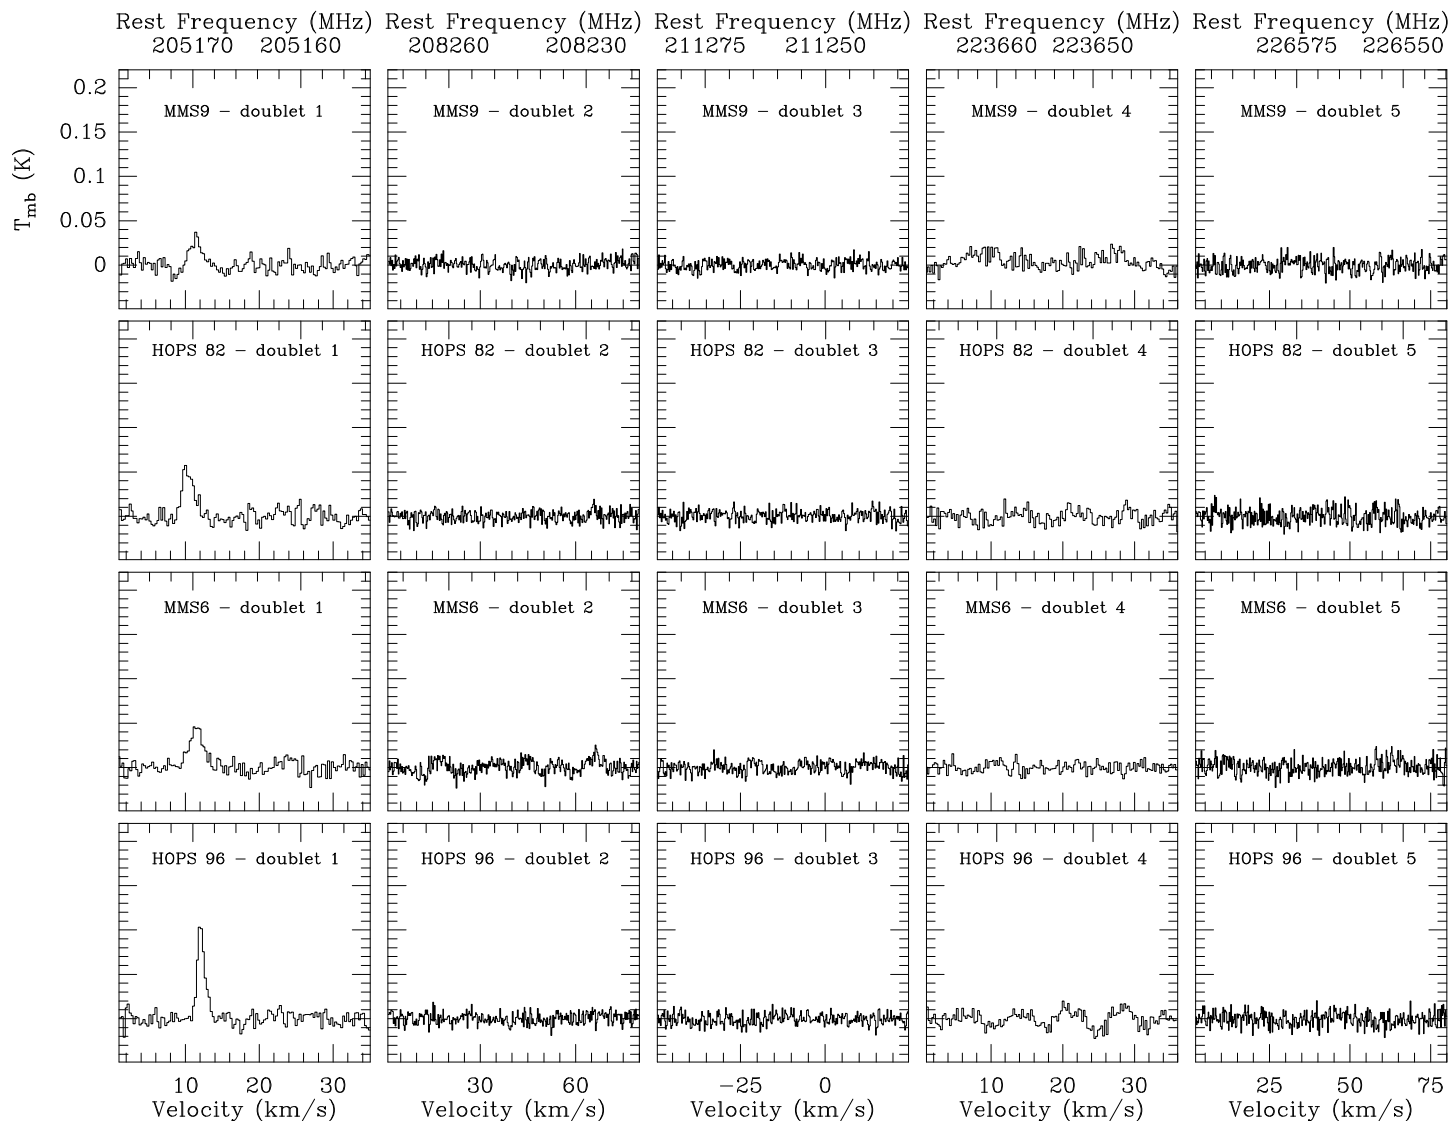 Rest Frequency (MHz) Rest Frequency (MHz) Rest Frequency (MHz) Rest Frequency (MHz) Rest Frequency (MHz)
205170 205160 208260 208230 211275 211250 223660 223650 226575 226550
0.2
MMS9 − doublet 1 MMS9 − doublet 2 MMS9 − doublet 3 MMS9 − doublet 4 MMS9 − doublet 5
0.15
0.1
Tmb (K)
0.05
0
HOPS 82 − doublet 1 HOPS 82 − doublet 2 HOPS 82 − doublet 3 HOPS 82 − doublet 4 HOPS 82 − doublet 5
MMS6 − doublet 1 MMS6 − doublet 2 MMS6 − doublet 3 MMS6 − doublet 4 MMS6 − doublet 5
HOPS 96 − doublet 1 HOPS 96 − doublet 2 HOPS 96 − doublet 3 HOPS 96 − doublet 4 HOPS 96 − doublet 5
10 20 30 30 60 −25 0 10 20 30 25 50 75
Velocity (km/s) Velocity (km/s) Velocity (km/s) Velocity (km/s) Velocity (km/s)